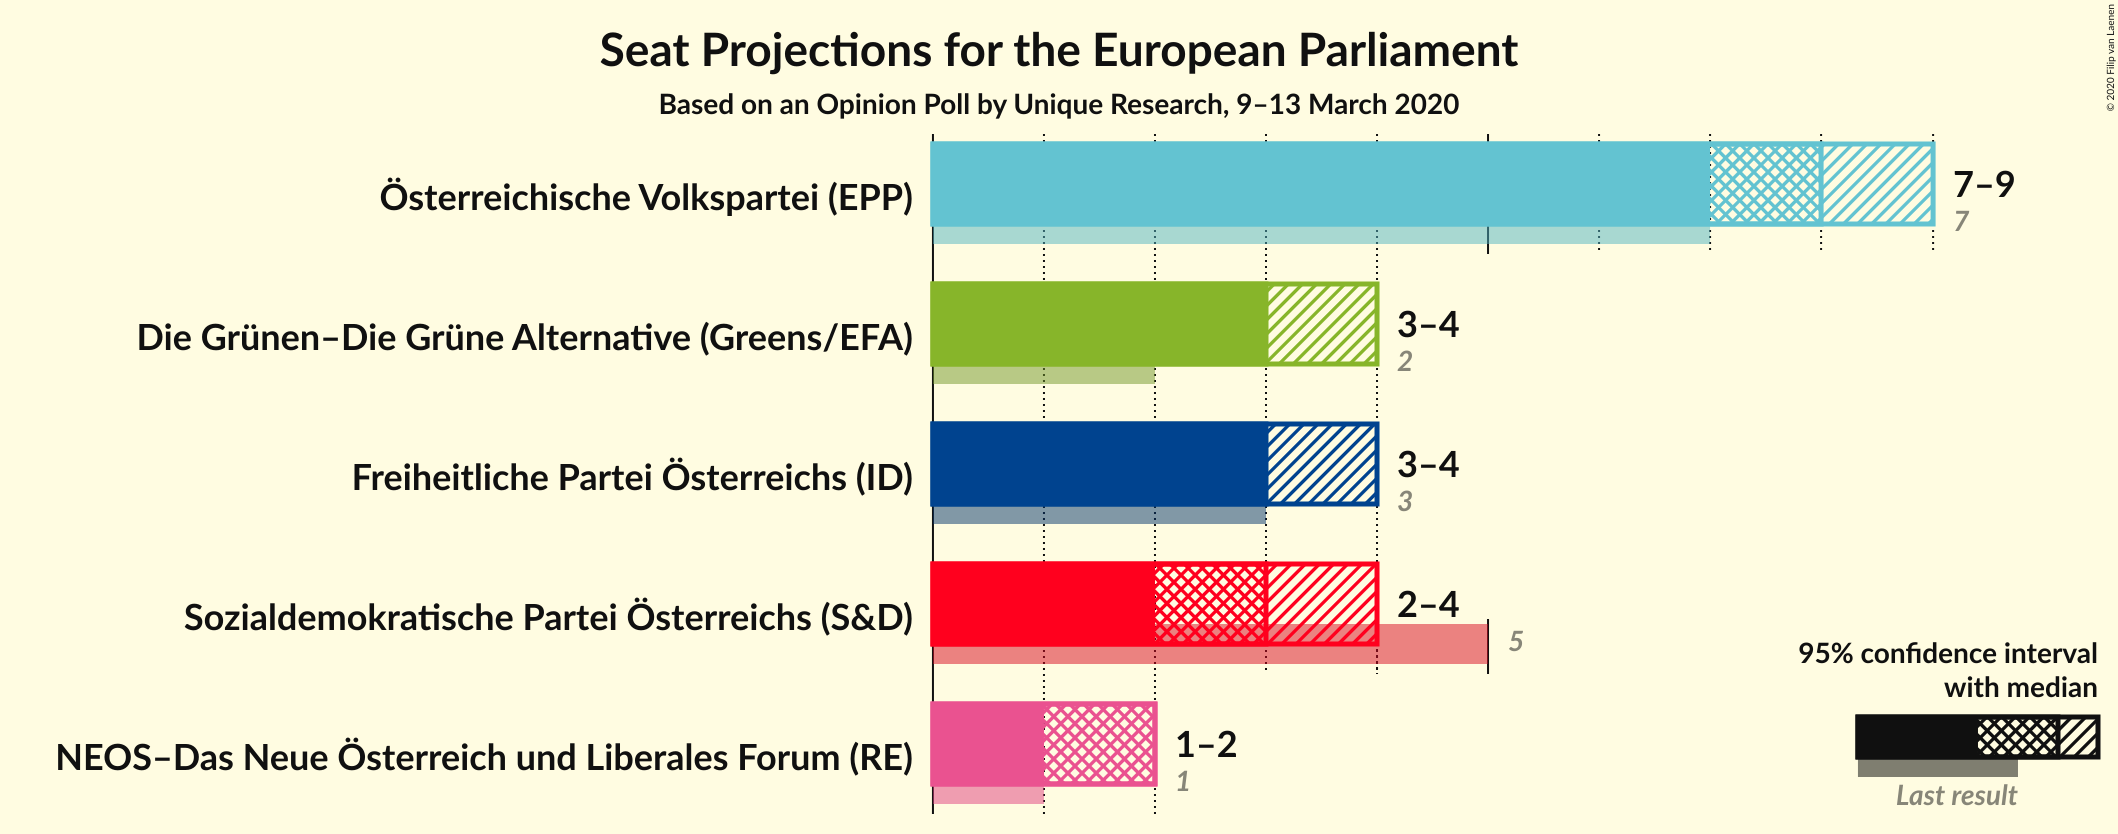 Seat Projections for the European Parliament
Based on an Opinion Poll by Unique Research, 9–13 March 2020
© 2020 Filip van Laenen
Österreichische Volkspartei (EPP)
7–9
7
Die Grünen–Die Grüne Alternative (Greens/EFA)
3–4
2
Freiheitliche Partei Österreichs (ID)
3–4
3
Sozialdemokratische Partei Österreichs (S&D)
2–4
5
NEOS–Das Neue Österreich und Liberales Forum (RE)
1–2
1
95% confidence interval
with median
Last result